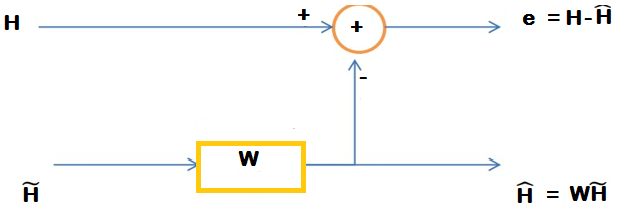 H
+
+
e = H-Ĥ
-
W
H̃
Ĥ = WH̃